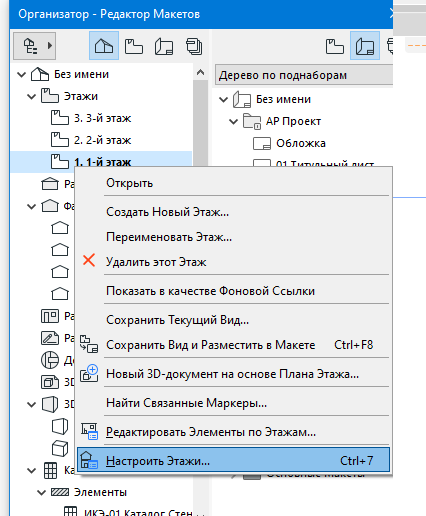 Органайзер - Редактор Макетов
Без имени
Этажи
3. 3-й этаж
2. 2-й этаж
1. 1-й этаж
Дерево по поднаборам
Без имени
АР Проект
Обложка
01 Титульный лист
Ра
Фа
Ра
Ра
Де
3D
3D
Ка
Элементы
ИКЭ-01 Каталог Стен
Открыть
Создать Новый Этаж...
Переименовать Этаж...
Удалить этот Этаж
Показать в качестве Фоновой Ссылки
Сохранить Текущий Вид...
Сохранить Вид и Разместить в Макете Ctrl+F8
Новый 3D-документ на основе Плана Этажа...
Найти Связанные Маркеры...
Редактировать Элементы по Этажам...
Настроить Этажи... Ctrl+7
Основные Макеты